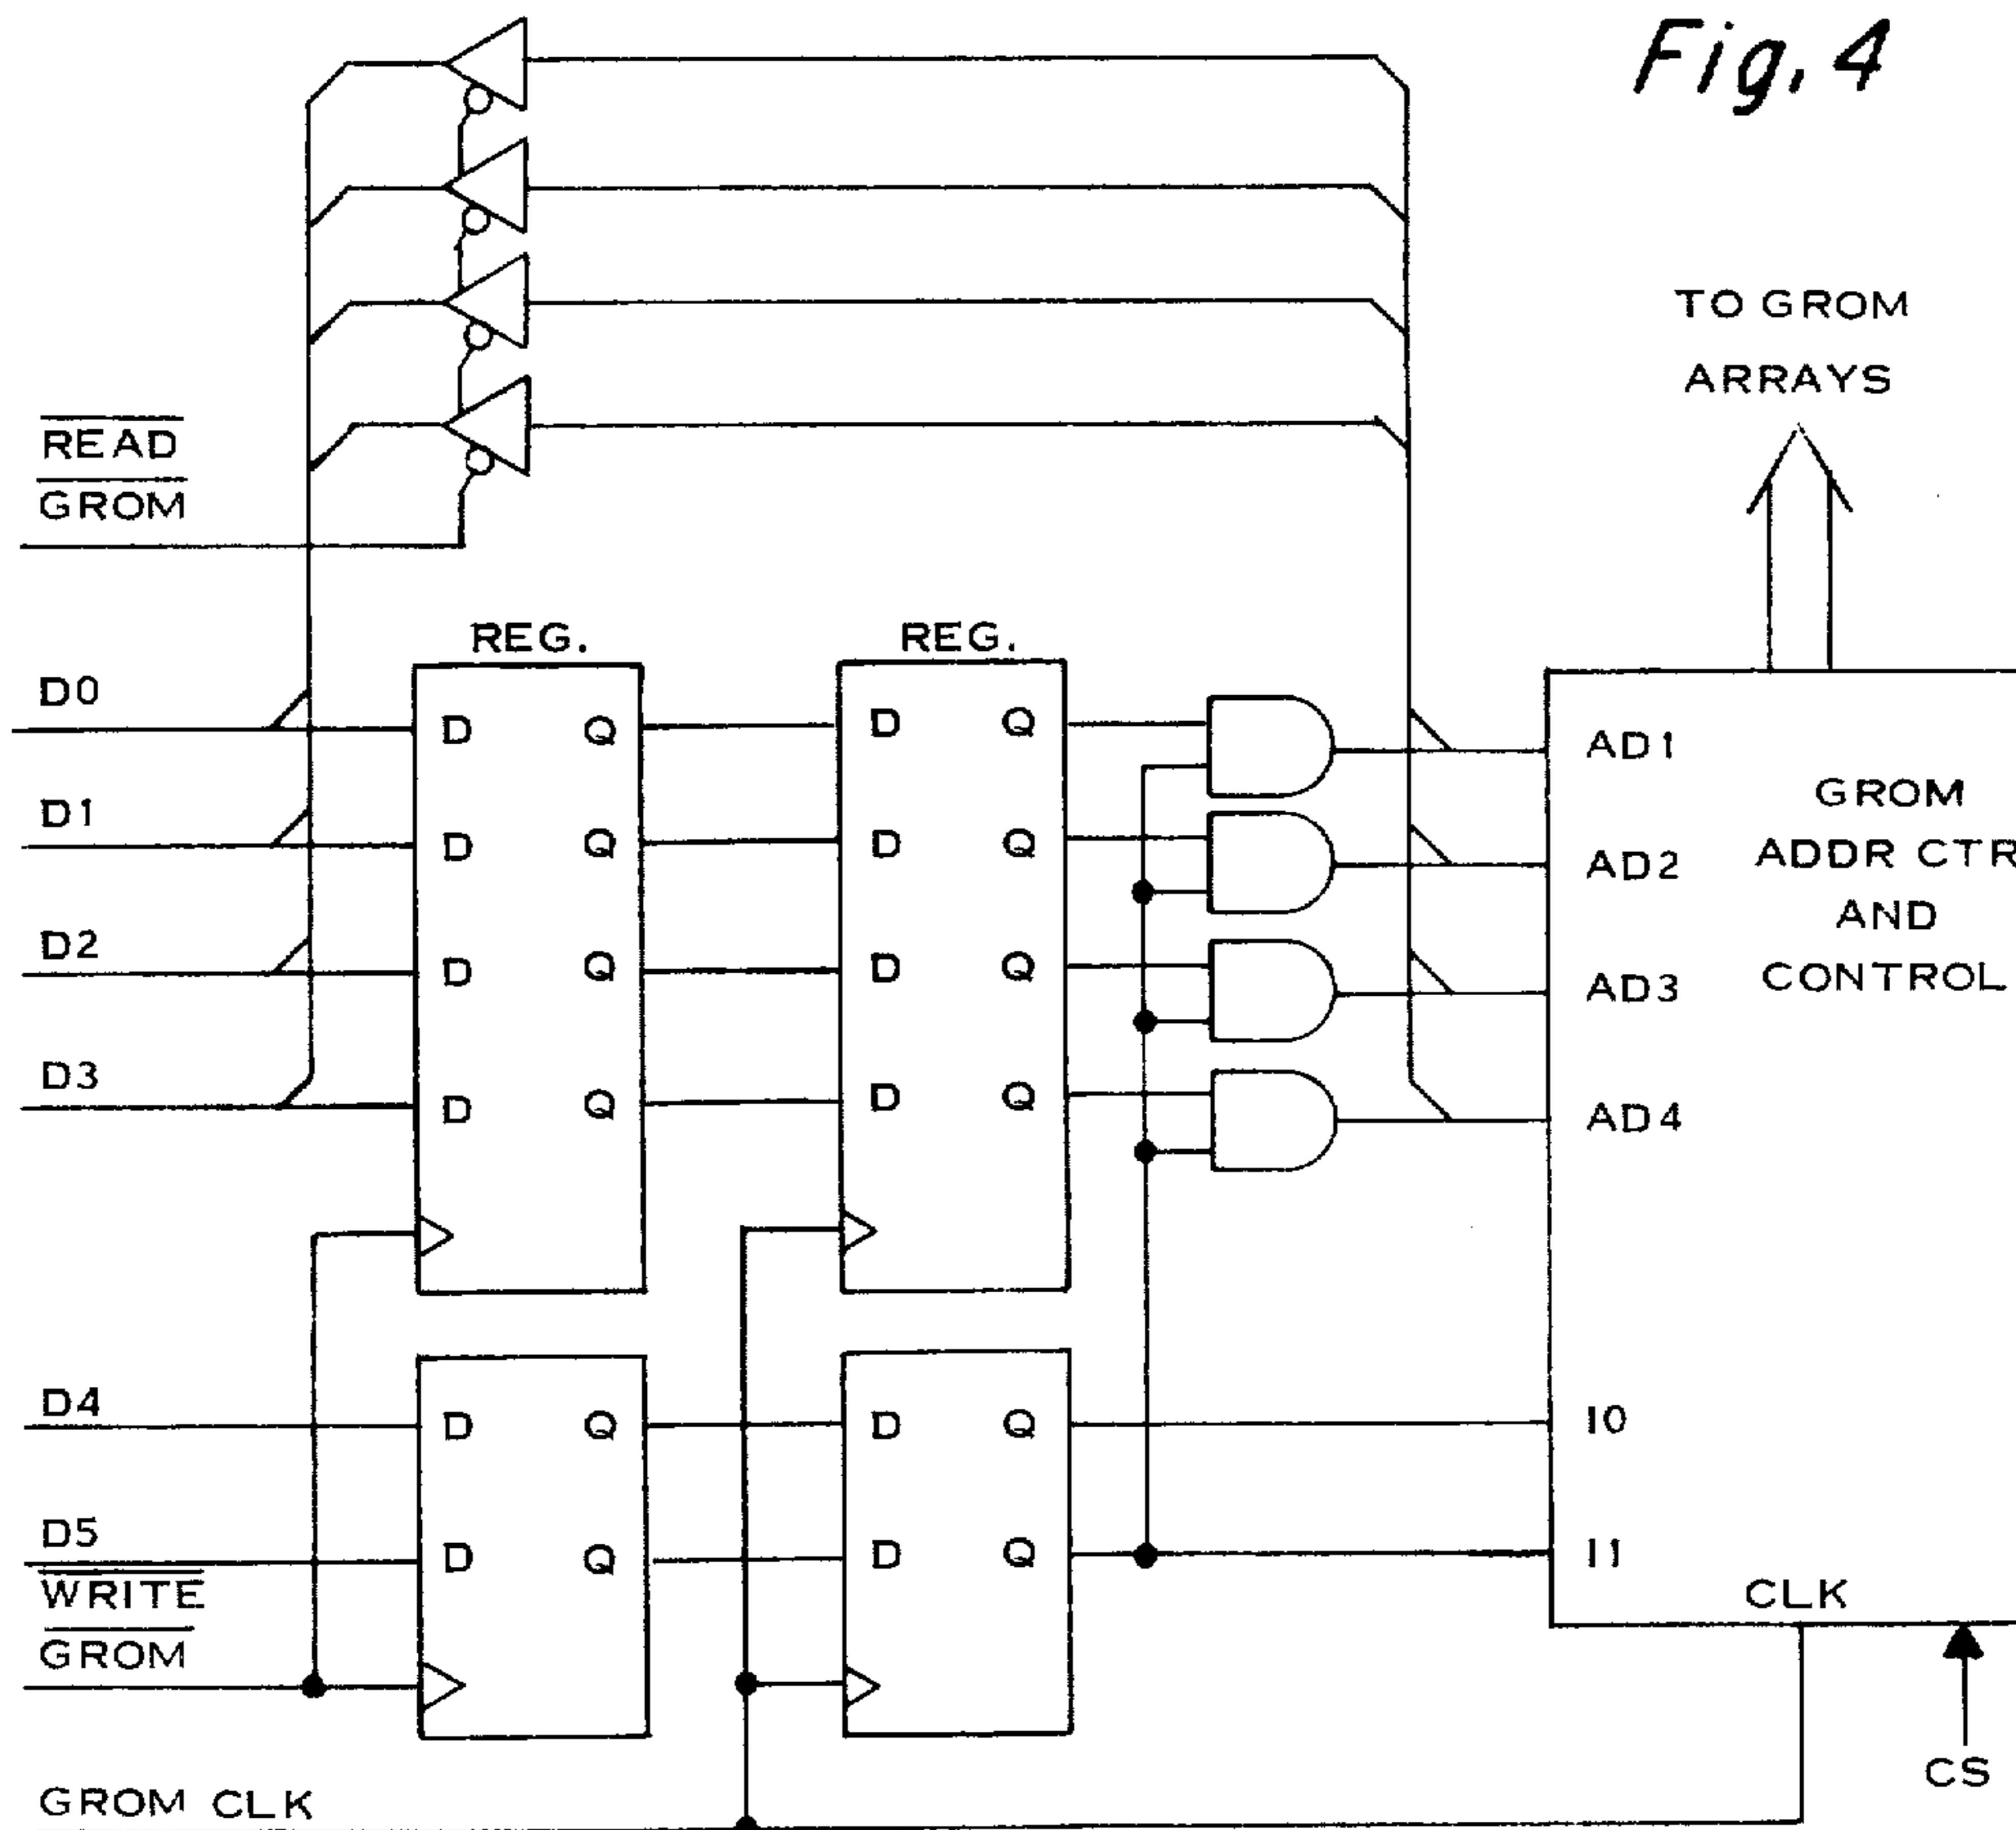 Fig. 4
TO GROM
ARRAYS
READ
GROM
REG.
REG.
D0
D
Q
D
Q
AD1
GROM
D1
D
Q
D
Q
AD2
ADDR CTR
AND
D2
D
Q
D
Q
AD3
CONTROL
D3
D
Q
D
Q
AD4
D4
D
Q
D
Q
I0
D5
D
Q
D
Q
I1
WRITE
GROM
CLK
CS
GROM CLK